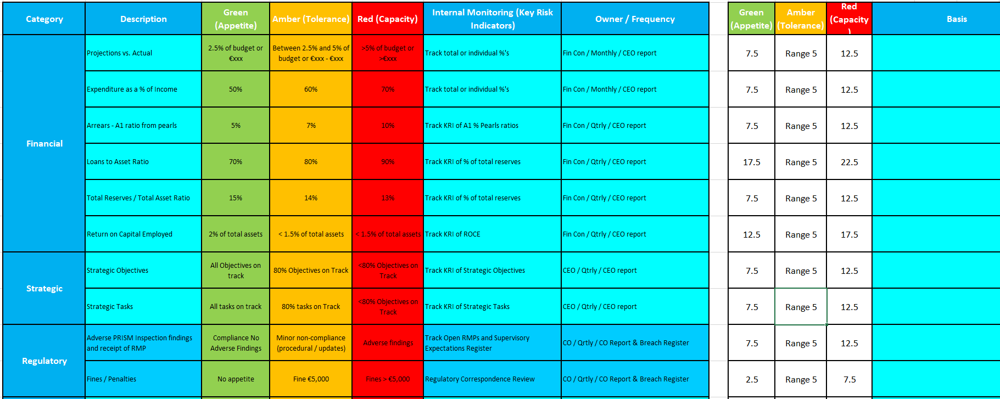 Category Description Green (Appetite) Amber (Tolerance) Red (Capacity) Internal Monitoring (Key Risk Indicators) Owner / Frequency Green (Appetite) Amber (Tolerance) Red (Capacity) Basis
Financial
Projections vs. Actual 2.5% of budget or €xxx Between 2.5% and 5% of budget or €xxx - €xxx >5% of budget or >€xxx Track total or individual %'s Fin Con / Monthly / CEO report 7.5 Range 5 12.5
Expenditure as a % of Income 50% 60% 70% Track total or individual %'s Fin Con / Monthly / CEO report 7.5 Range 5 12.5
Arrears - A1 ratio from pearls 5% 7% 10% Track KRI of A1 % Pearls ratios Fin Con / Qtrly / CEO report 7.5 Range 5 12.5
Loans to Asset Ratio 70% 80% 90% Track KRI of % of total reserves Fin Con / Qtrly / CEO report 17.5 Range 5 22.5
Total Reserves / Total Asset Ratio 15% 14% 13% Track KRI of % of total reserves Fin Con / Qtrly / CEO report 7.5 Range 5 12.5
Return on Capital Employed 2% of total assets < 1.5% of total assets < 1.5% of total assets Track KRI of ROCE Fin Con / Qtrly / CEO report 12.5 Range 5 17.5
Strategic
Strategic Objectives All Objectives on track 80% Objectives on Track <80% Objectives on Track Track KRI of Strategic Objectives CEO / Qtrly / CEO report 7.5 Range 5 12.5
Strategic Tasks All tasks on track 80% tasks on Track <80% Objectives on Track Track KRI of Strategic Tasks CEO / Qtrly / CEO report 7.5 Range 5 12.5
Regulatory
Adverse PRISM Inspection findings and receipt of RMP Compliance No Adverse Findings Minor non-compliance (procedural / updates) Adverse findings Track Open RMPs and Supervisory Expectations Register CO / Qrtly / CO Report & Breach Register 7.5 Range 5 12.5
Fines / Penalties No appetite Fine €5,000 Fines > €5,000 Regulatory Correspondence Review CO / Qrtly / CO Report & Breach Register 2.5 Range 5 7.5